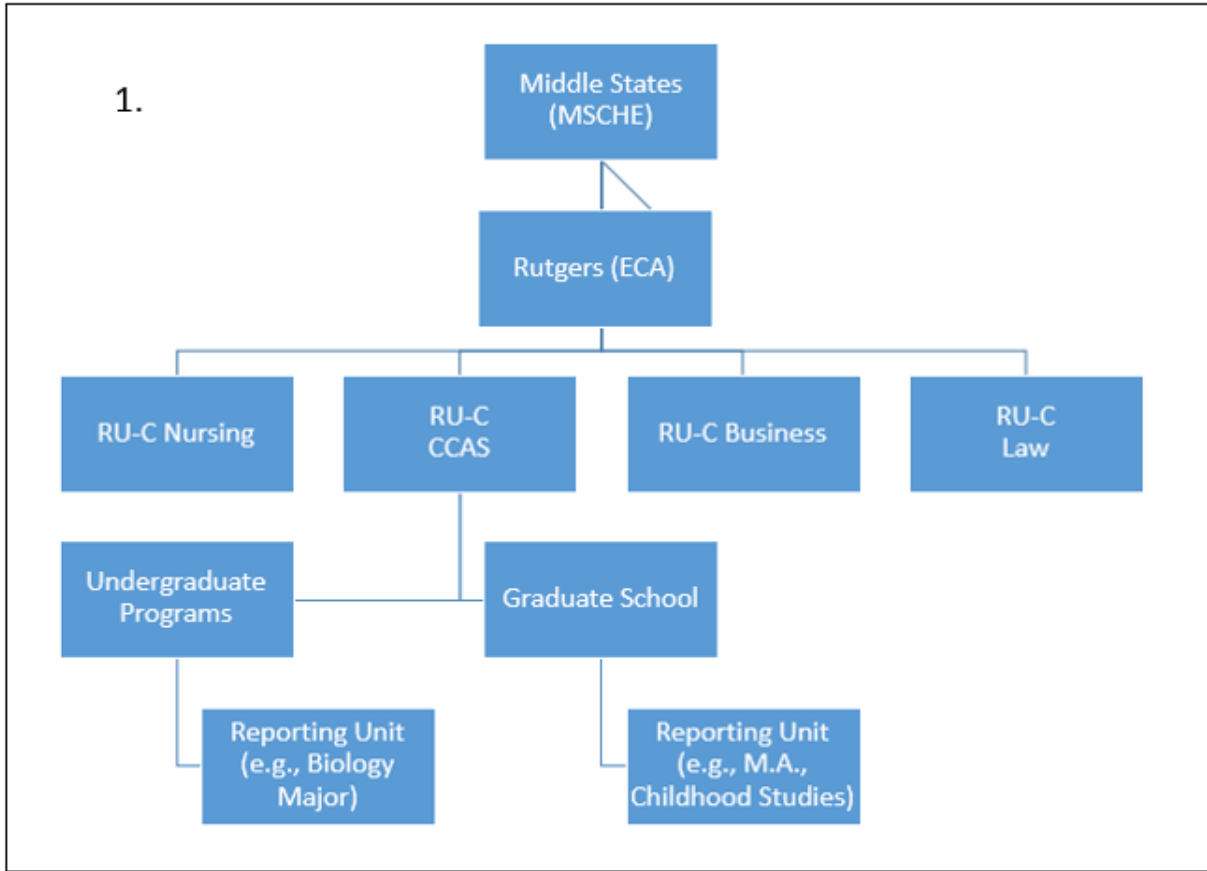 1.
Middle States
(MSCHE)
Rutgers (ECA)
RU-C Nursing
RU-C
CCAS
RU-C Business
RU-C
Law
Undergraduate
Programs
Graduate School
Reporting Unit
(e.g., Biology
Major)
Reporting Unit
(e.g., M.A.,
Childhood Studies)